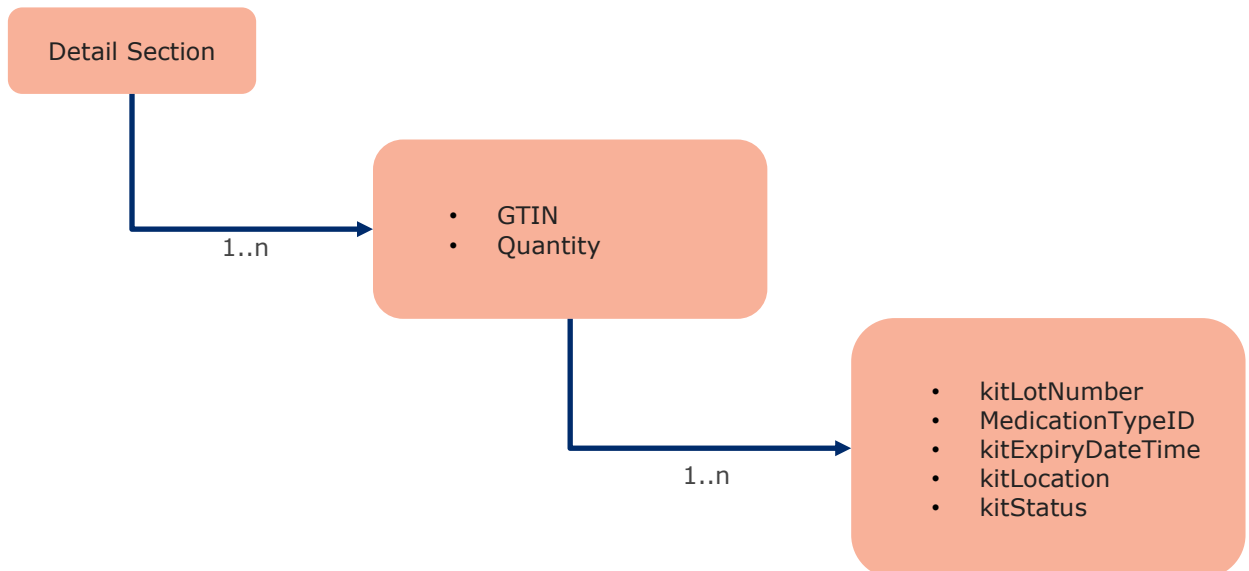 Detail Section
1..n
• GTIN
• Quantity
1..n
• kitLotNumber
• MedicationTypeID
• kitExpiryDateTime
• kitLocation
• kitStatus